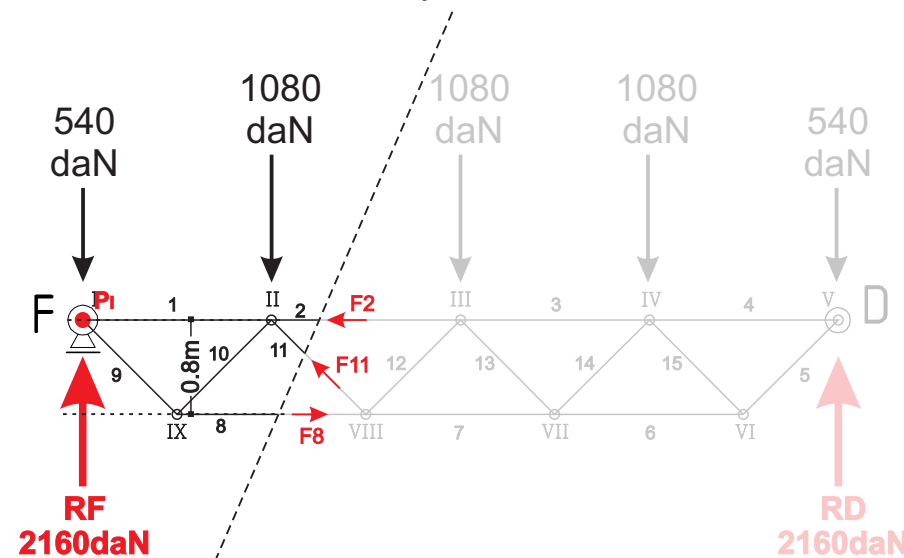 1080
daN
1080
daN
1080
daN
540
daN
540
daN
F
I
PI
1
II
2
F2
III
3
IV
4
V
D
9
10
0.8m
11
F11
12
13
14
15
5
IX
8
F8
VIII
7
VII
6
VI
RF
2160daN
RD
2160daN